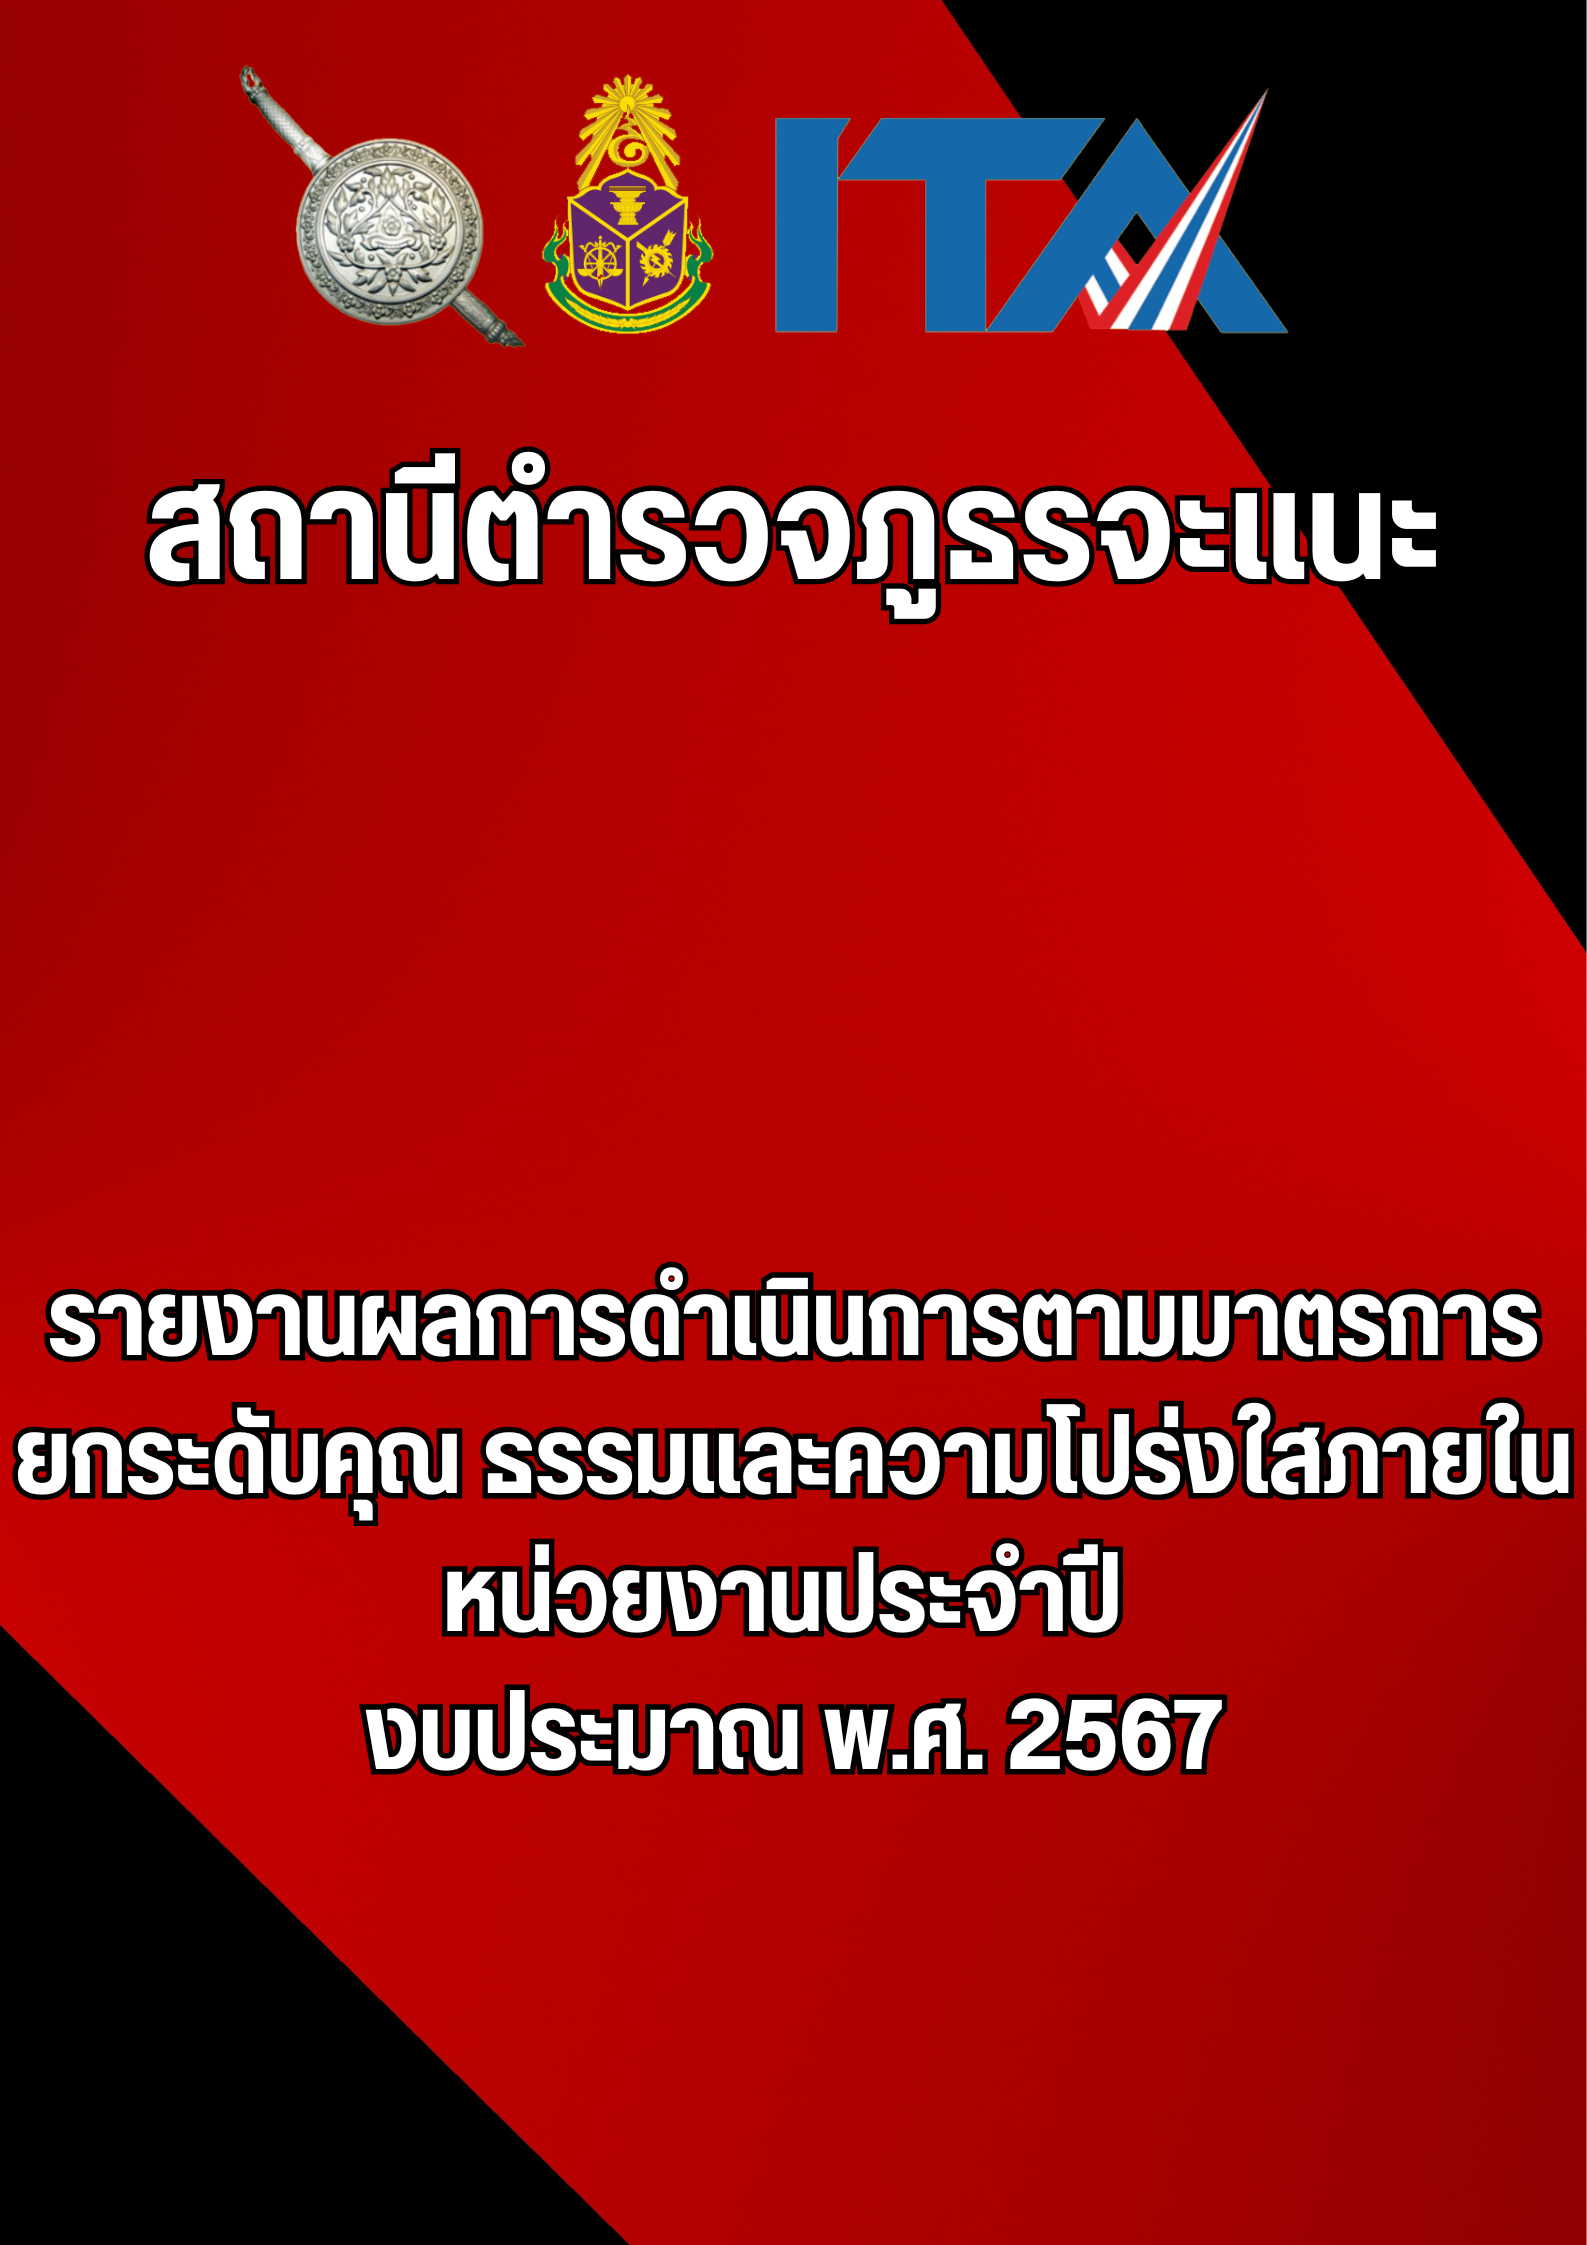 ITA
สถานีตำรวจภูธรจะแนะ
รายงานผลการดำเนินการตามมาตรการ
ยกระดับคุณ ธรรมและความโปร่งใสภายใน
หน่วยงานประจำปี
งบประมาณ พ.ศ. 2567